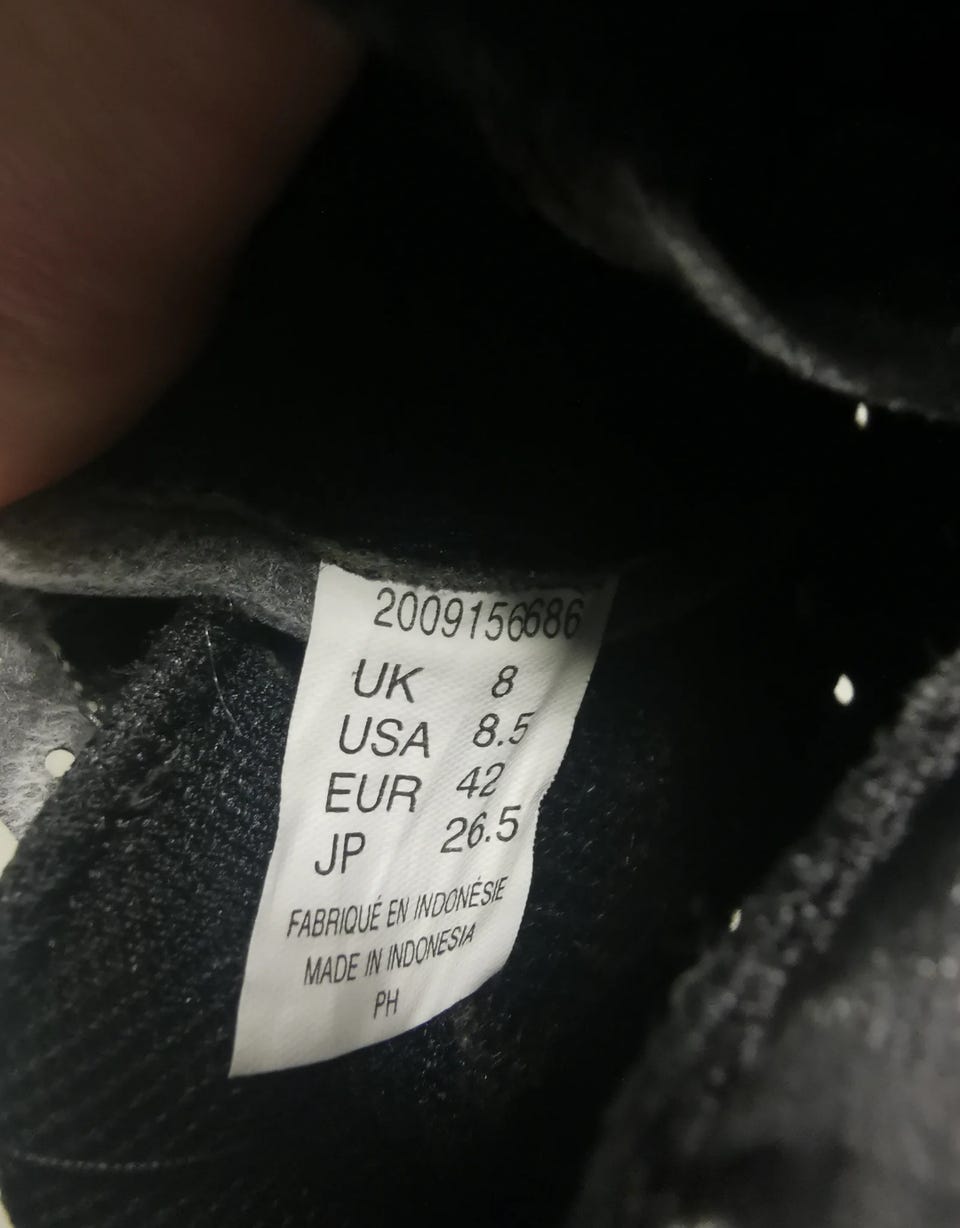 2009156686
UK 8
USA 8.5
EUR 42
JP 26.5
FABRIQUÉ EN INDONÉSIE
MADE IN INDONESIA
PH